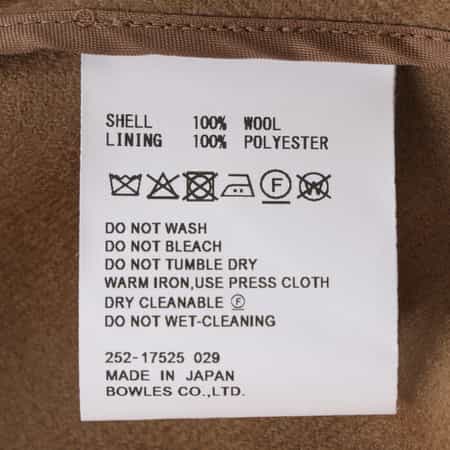 SHELL 100% WOOL
LINING 100% POLYESTER
F W
DO NOT WASH
DO NOT BLEACH
DO NOT TUMBLE DRY
WARM IRON,USE PRESS CLOTH
DRY CLEANABLE F
DO NOT WET-CLEANING
252-17525 029
MADE IN JAPAN
BOWLES CO.,LTD.